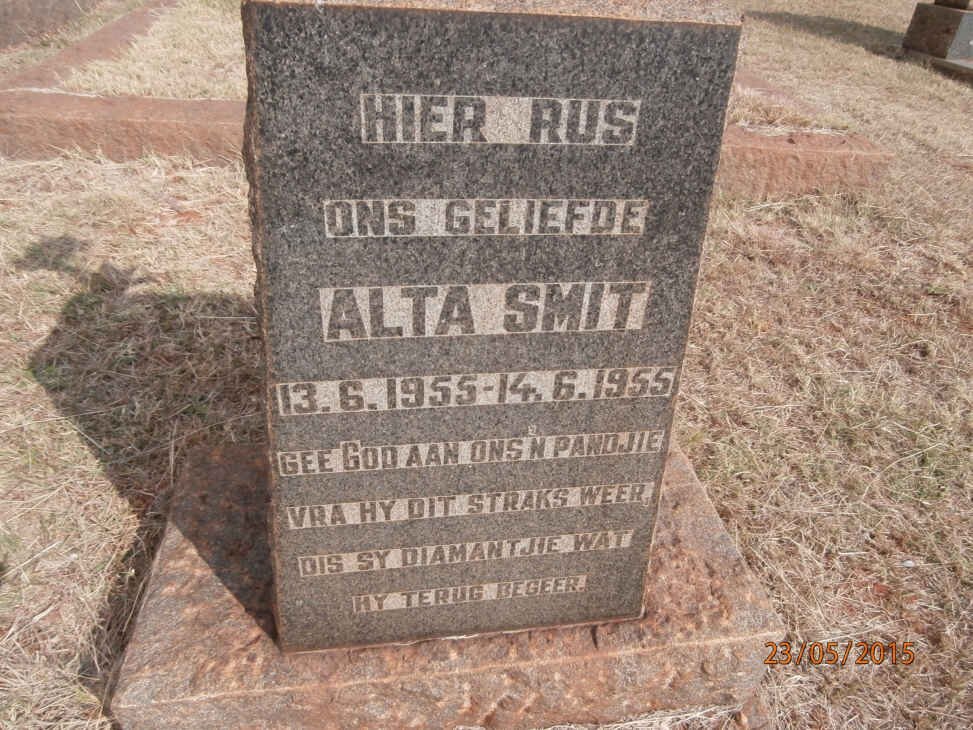 HIER RUS
ONS GELIEFDE
ALTA SMIT
13.6.1955-14.6.1955
GEE GOD AAN ONS 'N PANDJIE
VRA HY DIT STRAKS WEER,
DIS SY DIAMANTJIE WAT
HY TERUG BEGEER.
23/05/2015